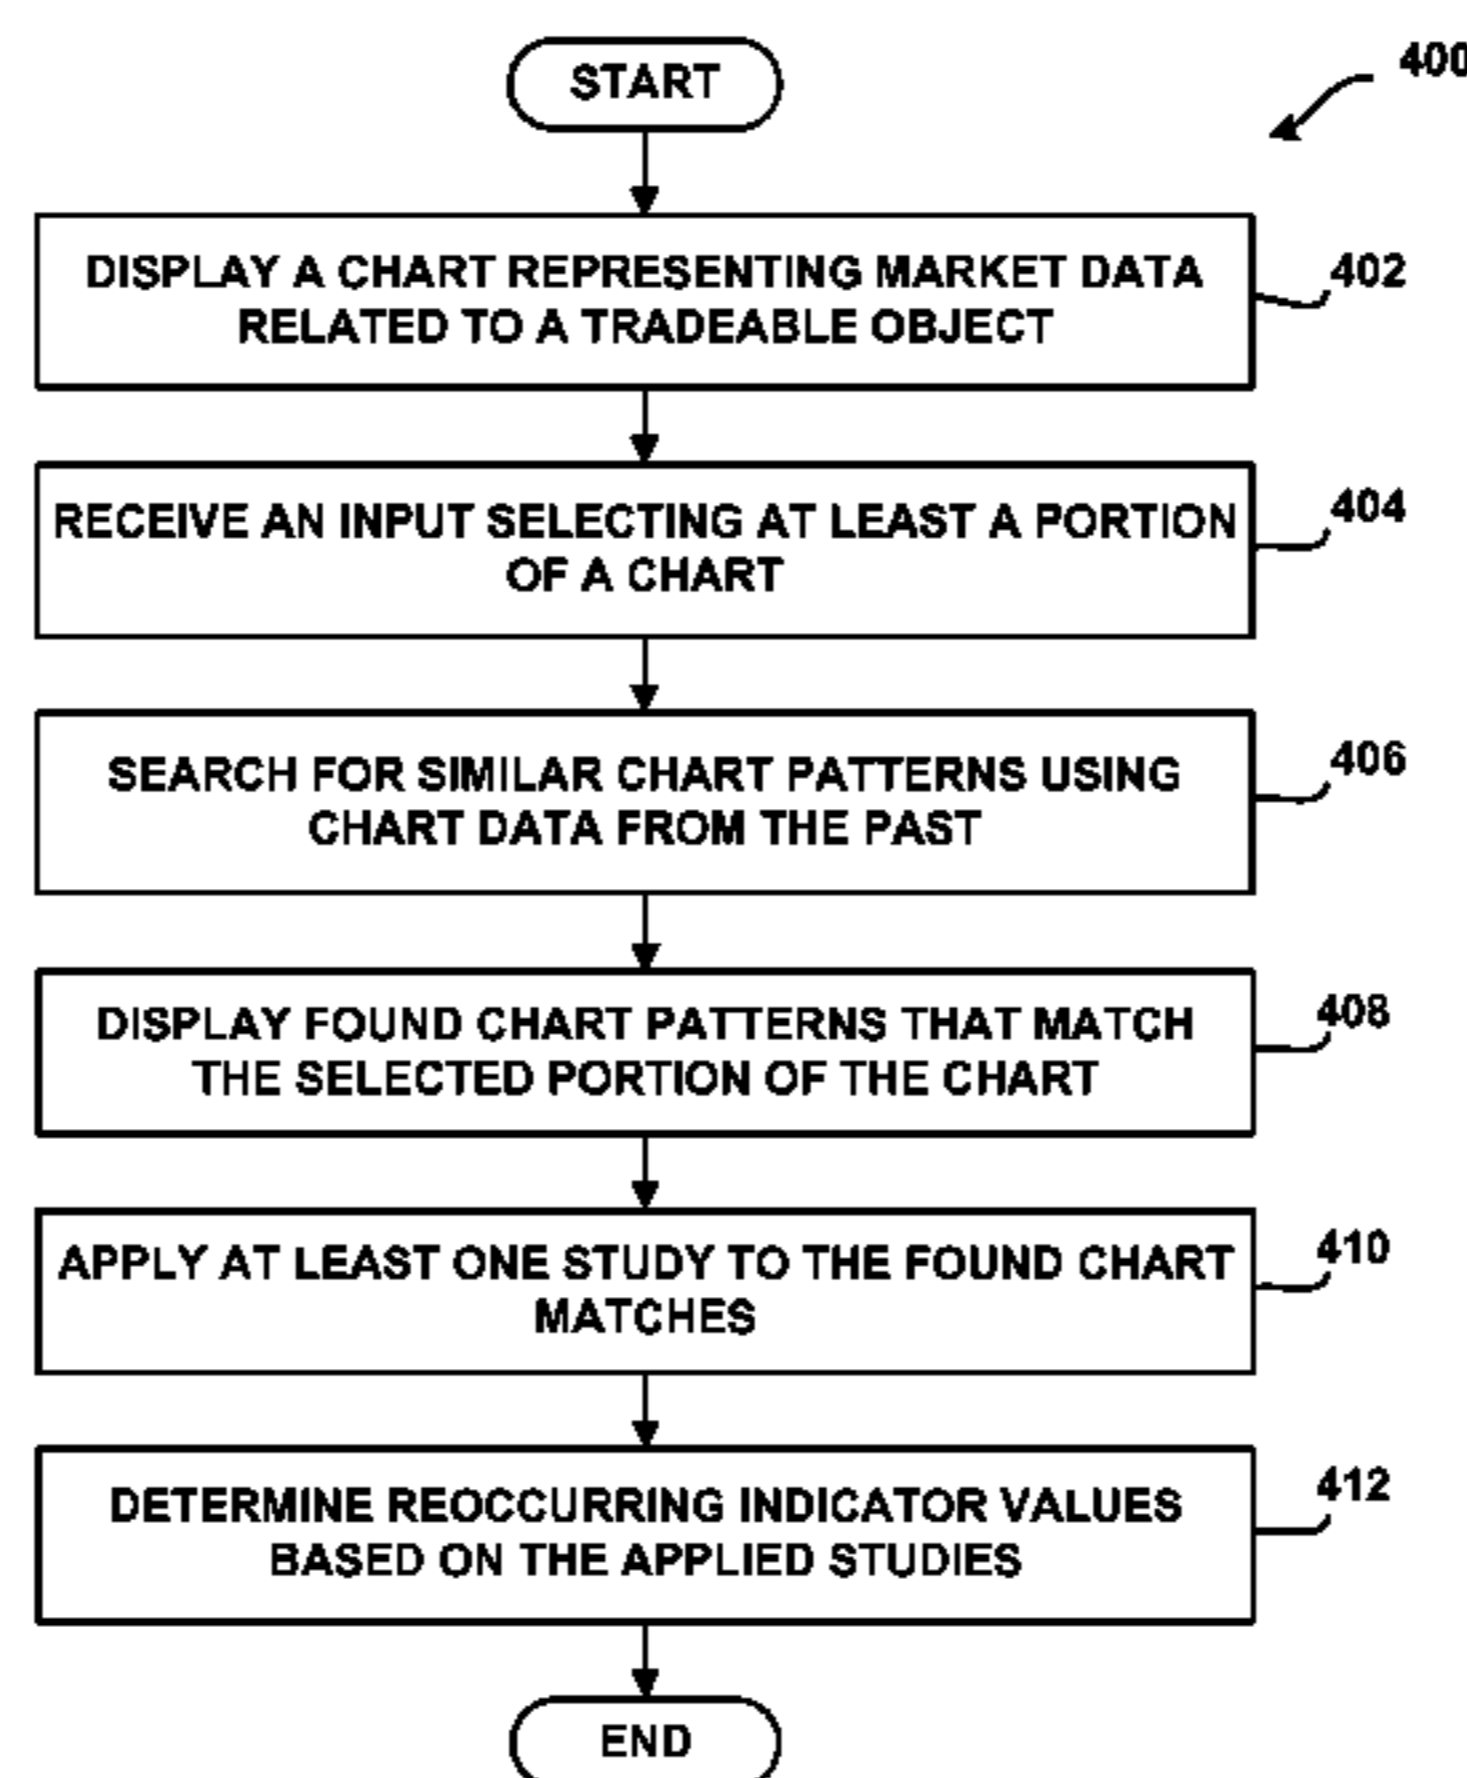 START
400
DISPLAY A CHART REPRESENTING MARKET DATA
RELATED TO A TRADEABLE OBJECT
402
RECEIVE AN INPUT SELECTING AT LEAST A PORTION
OF A CHART
404
SEARCH FOR SIMILAR CHART PATTERNS USING
CHART DATA FROM THE PAST
406
DISPLAY FOUND CHART PATTERNS THAT MATCH
THE SELECTED PORTION OF THE CHART
408
APPLY AT LEAST ONE STUDY TO THE FOUND CHART
MATCHES
410
DETERMINE REOCCURRING INDICATOR VALUES
BASED ON THE APPLIED STUDIES
412
END